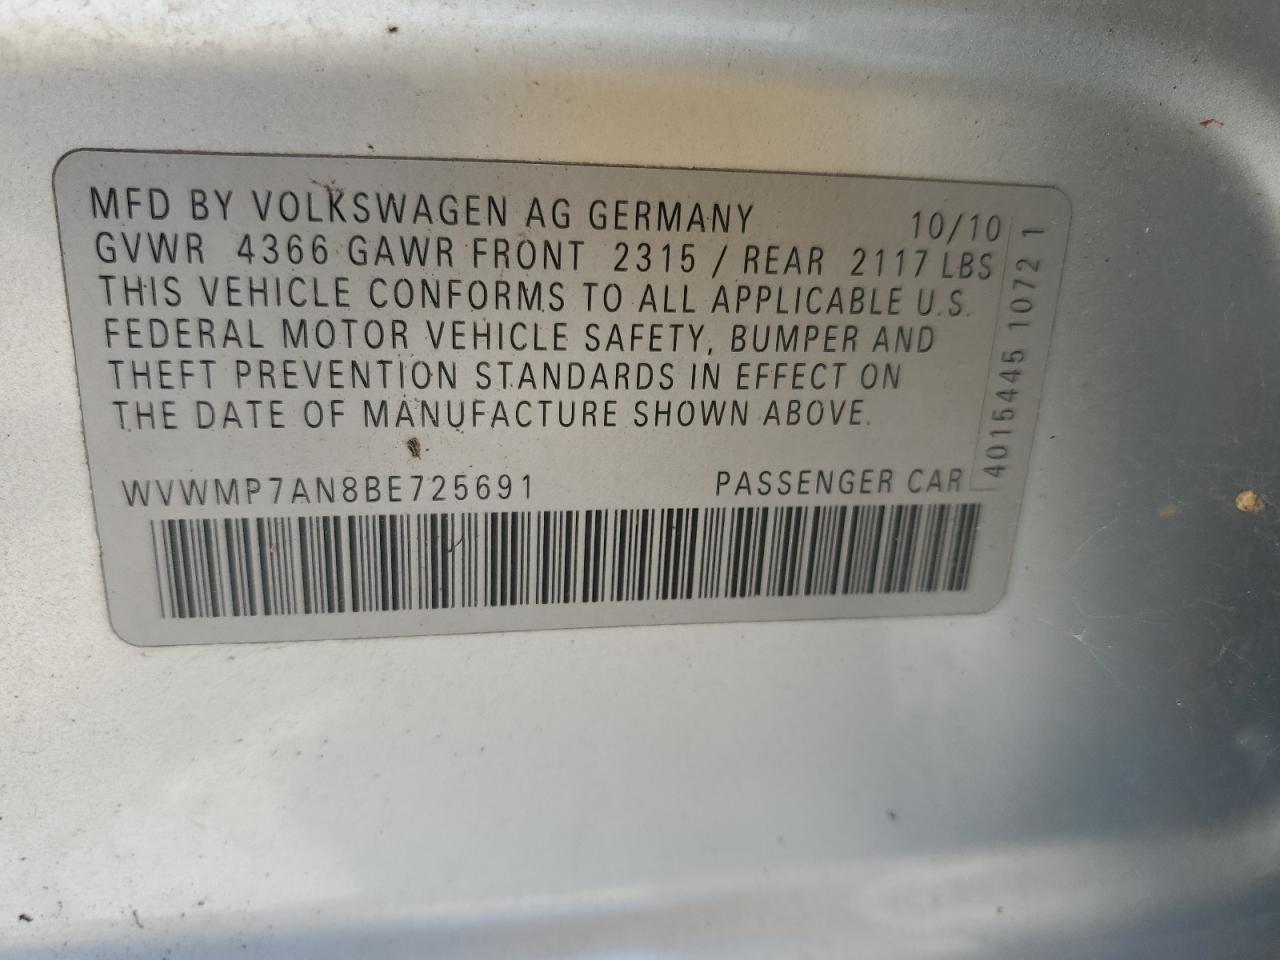 MFD BY VOLKSWAGEN AG GERMANY 10/10
GVWR 4366 GAWR FRONT 2315 / REAR 2117 LBS
THIS VEHICLE CONFORMS TO ALL APPLICABLE U.S.
FEDERAL MOTOR VEHICLE SAFETY, BUMPER AND
THEFT PREVENTION STANDARDS IN EFFECT ON
THE DATE OF MANUFACTURE SHOWN ABOVE.
WVWMP7AN8BE725691 PASSENGER CAR
40154445 1072 1